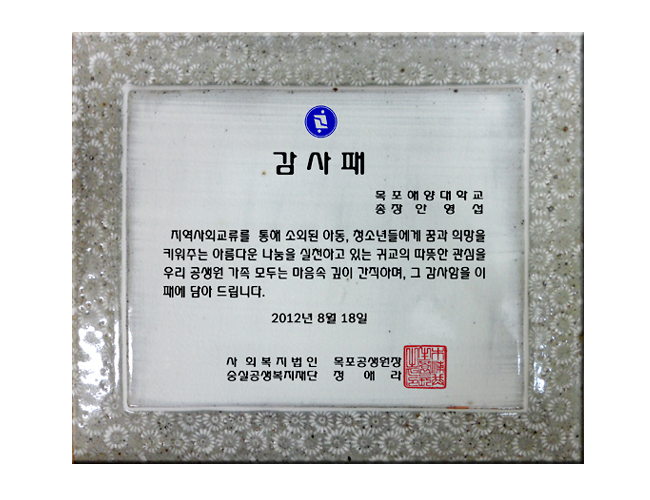 감사패
목포해양대학교
총장 안영섭
지역사회교류를 통해 소외된 아동, 청소년들에게 꿈과 희망을
키워주는 아름다운 나눔을 실천하고 있는 귀교의 따뜻한 관심을
우리 공생원 가족 모두는 마음속 깊이 간직하며, 그 감사함을 이
패에 담아 드립니다.
2012년 8월 18일
사회복지법인 목포공생원장
숭실공생복지재단 정애라